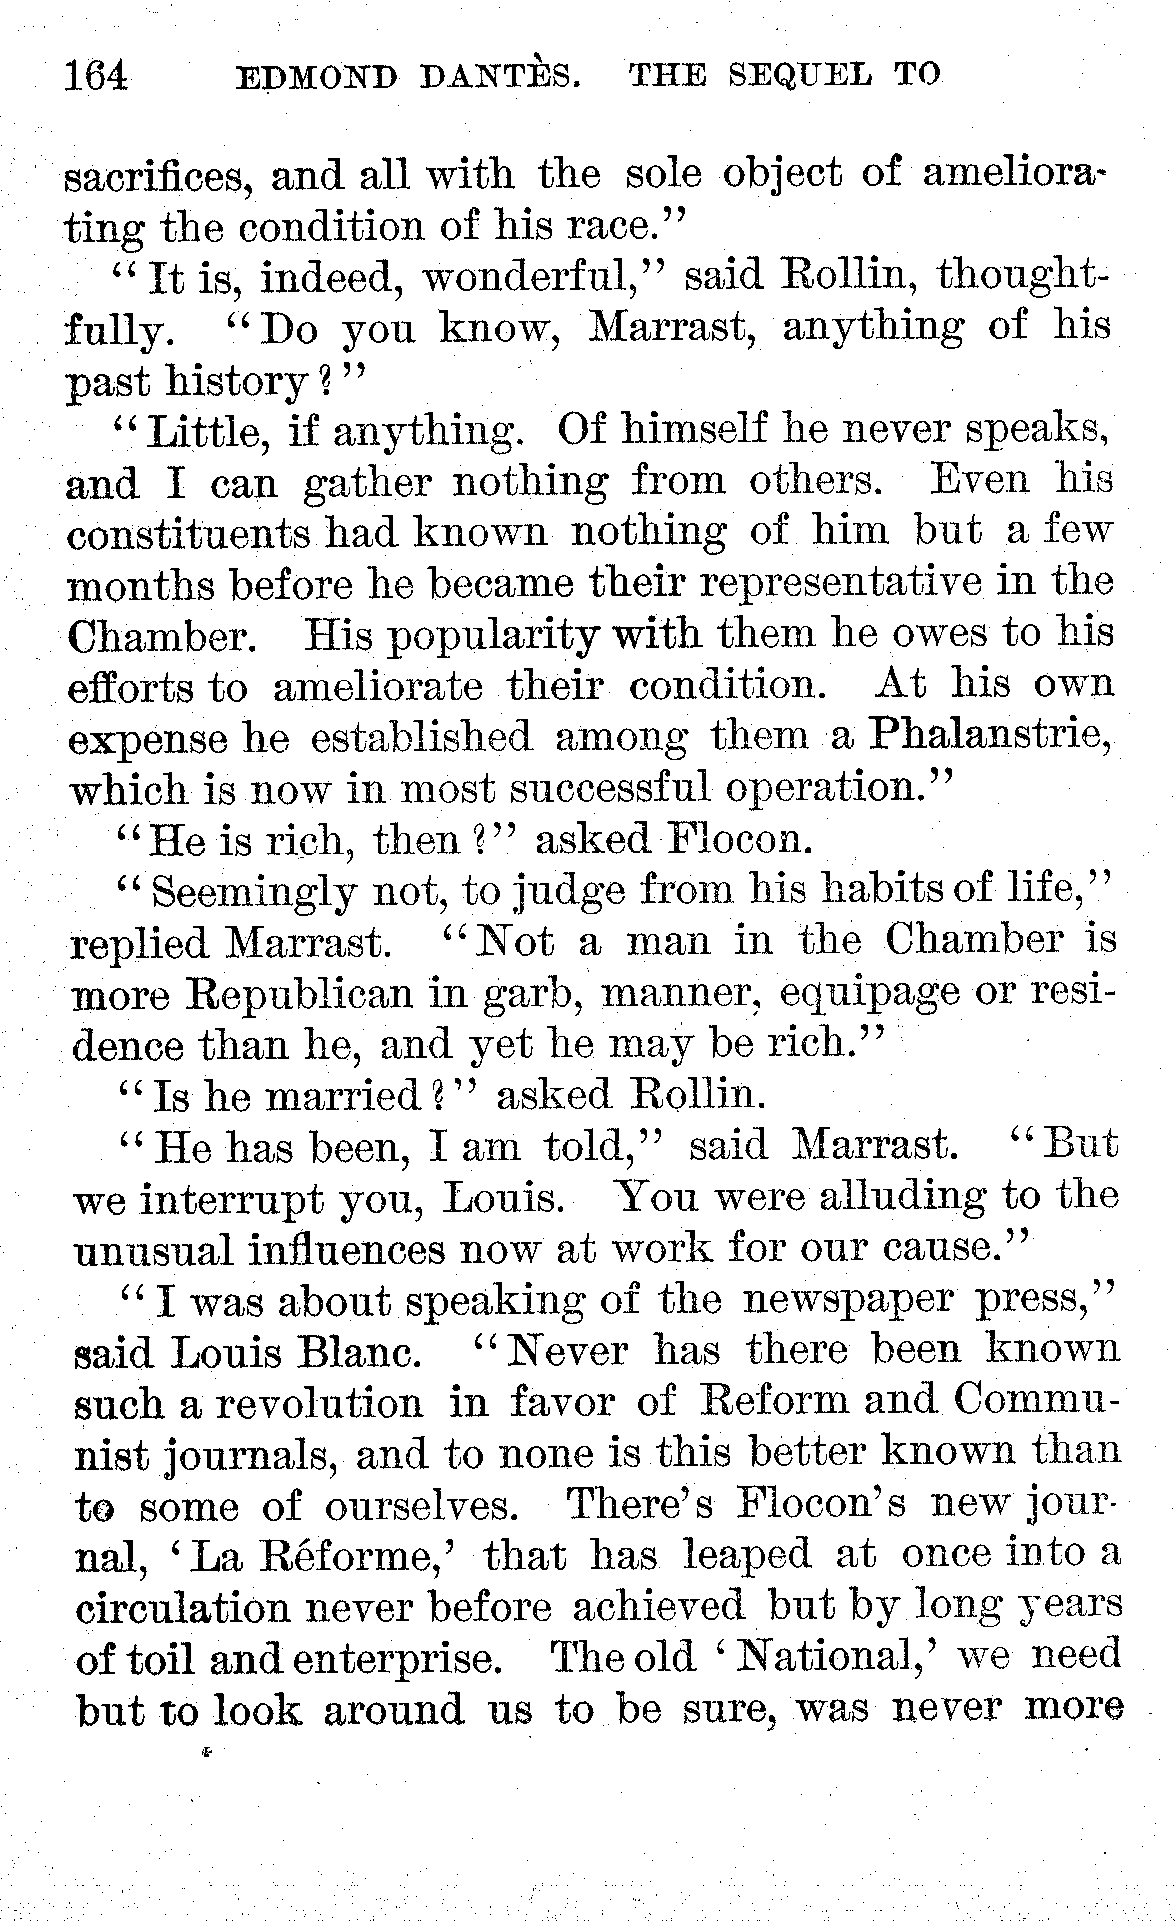 164 EDMOND DANTÈS. THE SEQUEL TO
sacrifices, and all with the sole object of ameliora-
ting the condition of his race."
"It is, indeed, wonderful," said Rollin, thought-
fully. "Do you know, Marrast, anything of his
past history?"
"Little, if anything. Of himself he never speaks,
and I can gather nothing from others. Even his
constituents had known nothing of him but a few
months before he became their representative in the
Chamber. His popularity with them he owes to his
efforts to ameliorate their condition. At his own
expense he established among them a Phalanstrie,
which is now in most successful operation."
"He is rich, then?" asked Flocon.
"Seemingly not, to judge from his habits of life,"
replied Marrast. "Not a man in the Chamber is
more Republican in garb, manner, equipage or resi-
dence than he, and yet he may be rich."
"Is he married?" asked Rollin.
"He has been, I am told," said Marrast. "But
we interrupt you, Louis. You were alluding to the
unusual influences now at work for our cause."
"I was about speaking of the newspaper press,"
said Louis Blanc. "Never has there been known
such a revolution in favor of Reform and Commu-
nist journals, and to none is this better known than
to some of ourselves. There's Flocon's new jour-
nal, 'La Réforme,' that has leaped at once into a
circulation never before achieved but by long years
of toil and enterprise. The old 'National,' we need
but to look around us to be sure, was never more